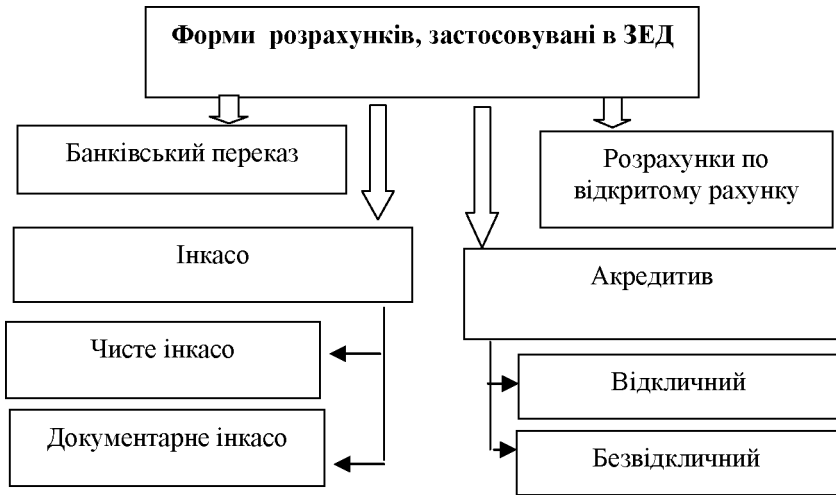 Форми розрахунків, застосовувані в ЗЕД
Банківський переказ
Розрахунки по
відкритому рахунку
Інкасо
Акредитив
Чисте інкасо
Відкличний
Документарне інкасо
Безвідкличний